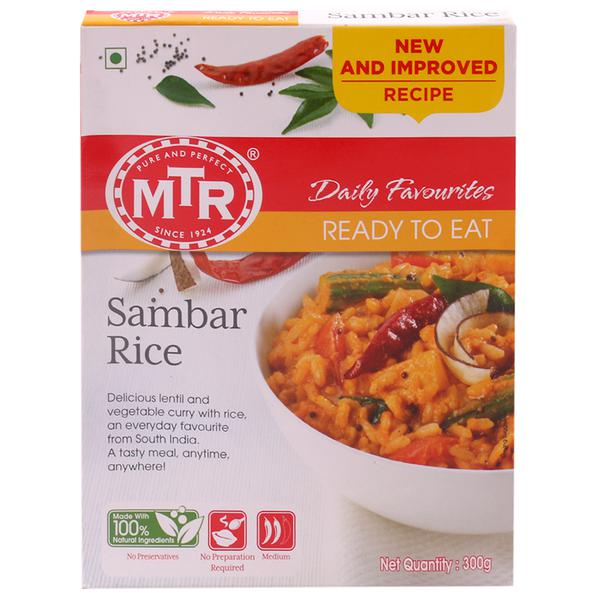 Sambar Rice
NEW
AND IMPROVED
RECIPE
PURE AND PERFECT
MTR®
SINCE 1924
Daily Favourites
READY TO EAT
Sambar
Rice
Delicious lentil and
vegetable curry with rice,
an everyday favourite
from South India.
A tasty meal, anytime,
anywhere!
Made With
100%
Natural Ingredients
No Preservatives
No Preparation
Required
Medium
Net Quantity : 300g